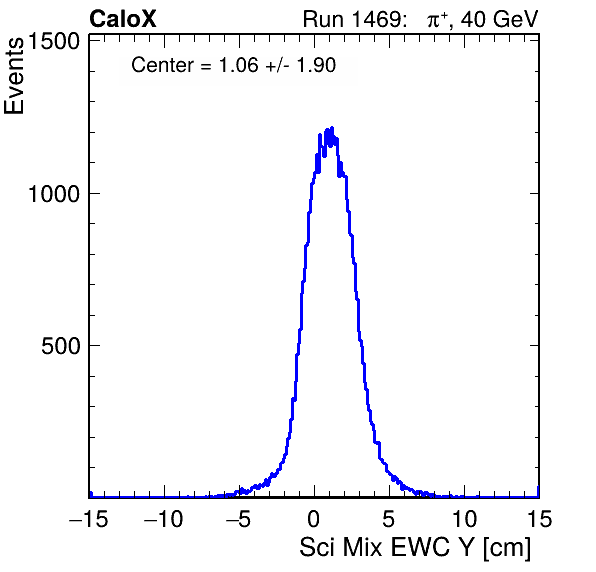 CaloX Run 1469: π⁺, 40 GeV
Center = 1.06 +/- 1.90
Events
1500
1000
500
−15 −10 −5 0 5 10 15
Sci Mix EWC Y [cm]